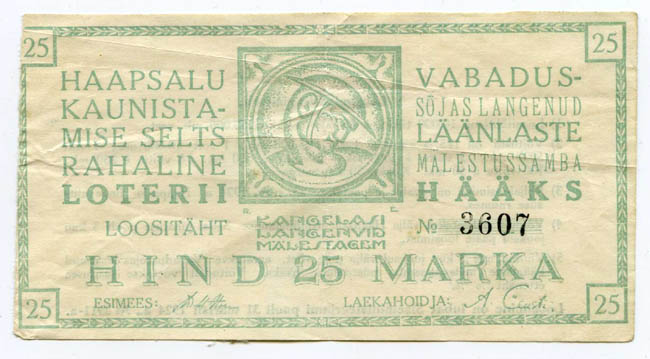 25
25
HAAPSALU
KAUNISTA-
MISE SELTS
RAHALINE
LOTERII
LOOSITÄHT
VABADUS-
SÕJAS LANGENUD
LÄÄNLASTE
MALESTUSSAMBA
HÄÄKS
№ 3607
R E
KANGELASI
LANGENUID
MÄLESTAGEM
HIND 25 MARKA
ESIMEES:
LAEKAHOIDJA:
25
25